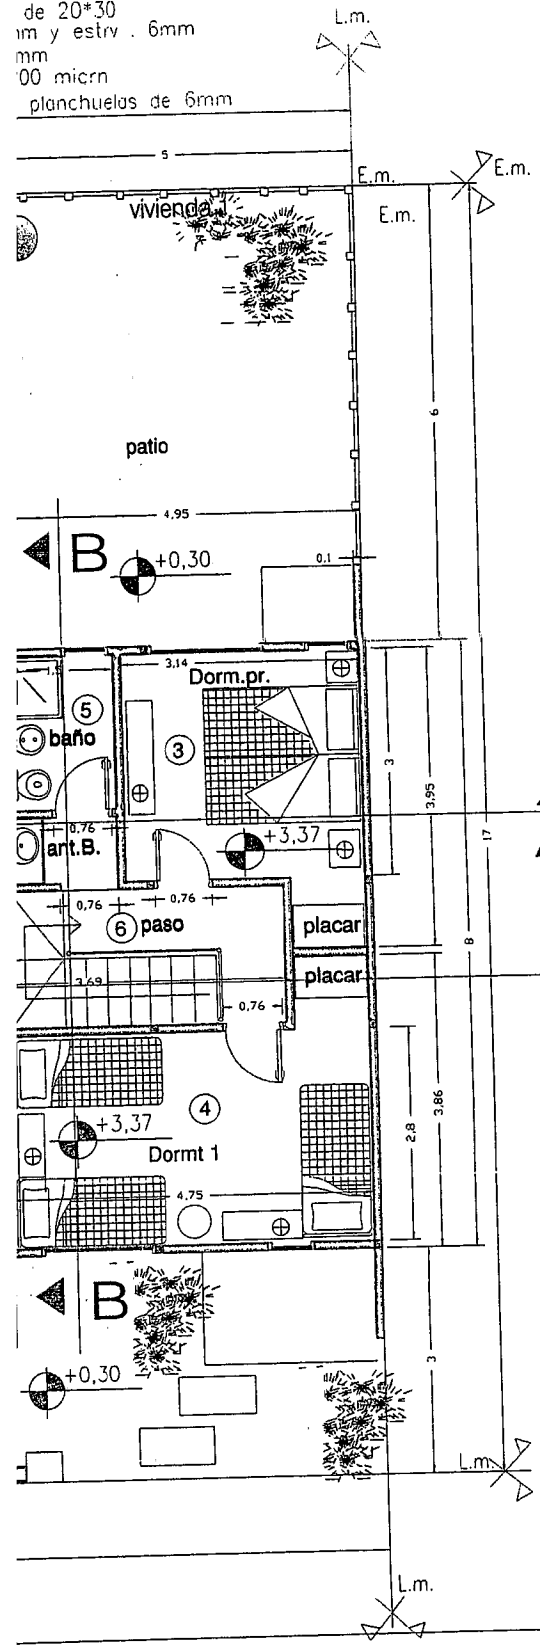 de 20*30
m y estrv . 6mm
mm
00 micrn
planchuelas de 6mm
L.m.
5
E.m.
E.m.
vivienda
E.m.
6
patio
4,95
B
+0,30
0,1
3,14
Dorm.pr.
5
baño
3
3
3,95
17
0,76
ant.B.
+3,37
0,76
0,76
6
paso
placar
8
placar
3,69
0,76
4
3,86
2,8
+3,37
Dormt 1
4,75
B
+0,30
3
L.m.
L.m.